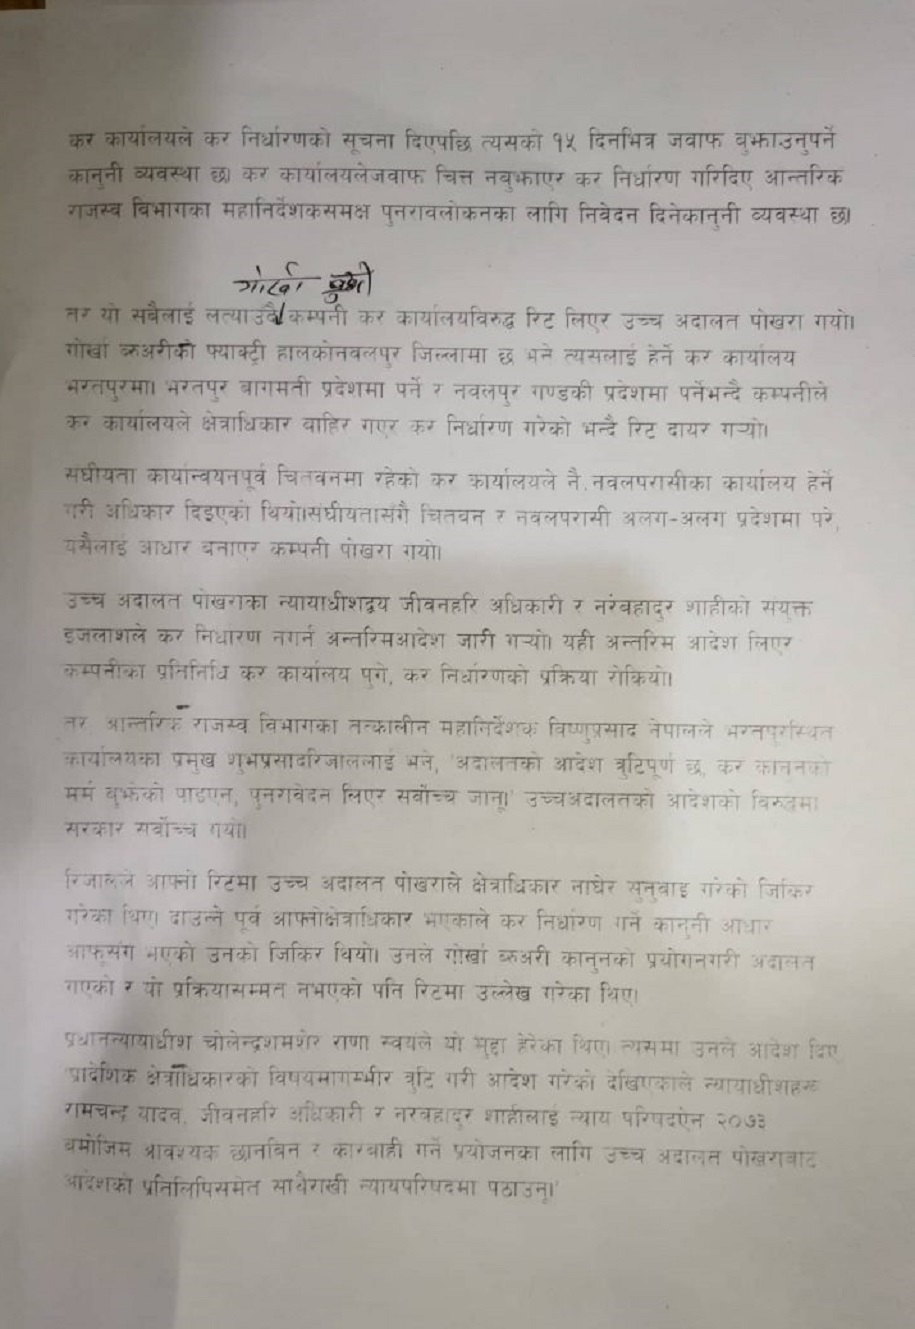 कर कार्यालयले कर निर्धारणको सूचना दिएपछि त्यसको १५ दिनभित्र जवाफ बुझाउनुपर्ने
कानुनी व्यवस्था छ। कर कार्यालयलेजवाफ चित्त नबुझाएर कर निर्धारण गरिदिए आन्तरिक
राजस्व विभागका महानिर्देशकसमक्ष पुनरावलोकनका लागि निवेदन दिनेकानुनी व्यवस्था छ।
गोर्खा ब्रुअरी
तर यो सबैलाई लत्याउँदै कम्पनी कर कार्यालयविरुद्ध रिट लिएर उच्च अदालत पोखरा गयो।
गोर्खा ब्रुअरीको फ्याक्ट्री हालकोनवलपुर जिल्लामा छ भने त्यसलाई हेर्ने कर कार्यालय
भरतपुरमा। भरतपुर बागमती प्रदेशमा पर्ने र नवलपुर गण्डकी प्रदेशमा पर्नेभन्दै कम्पनीले
कर कार्यालयले क्षेत्राधिकार बाहिर गएर कर निर्धारण गरेको भन्दै रिट दायर गर्‍यो।
संघीयता कार्यान्वयनपूर्व चितवनमा रहेको कर कार्यालयले नै नवलपरासीका कार्यालय हेर्ने
गरी अधिकार दिइएको थियो।संघीयतासँगै चितवन र नवलपरासी अलग-अलग प्रदेशमा परे,
यसैलाई आधार बनाएर कम्पनी पोखरा गयो।
उच्च अदालत पोखराका न्यायाधीशद्वय जीवनहरि अधिकारी र नरबहादुर शाहीको संयुक्त
इजलाशले कर निर्धारण नगर्न अन्तरिमआदेश जारी गर्‍यो। यही अन्तरिम आदेश लिएर
कम्पनीका प्रतिनिधि कर कार्यालय पुगे, कर निर्धारणको प्रक्रिया रोकियो।
तर आन्तरिक राजस्व विभागका तत्कालीन महानिर्देशक विष्णुप्रसाद नेपालले भरतपुरस्थित
कार्यालयका प्रमुख शुभप्रसादरिजाललाई भने, 'अदालतको आदेश त्रुटिपूर्ण छ, कर कानुनको
मर्म बुझेको पाइएन, पुनरावेदन लिएर सर्वोच्च जानू।' उच्चअदालतको आदेशको विरुद्धमा
सरकार सर्वोच्च गयो।
रिजालले आफ्नो रिटमा उच्च अदालत पोखराले क्षेत्राधिकार नाघेर सुनुवाइ गरेको जिकिर
गरेका थिए। दाउन्ने पूर्व आफ्नोक्षेत्राधिकार भएकाले कर निर्धारण गर्ने कानुनी आधार
आफूसँग भएको उनको जिकिर थियो। उनले गोर्खा ब्रुअरी कानुनको प्रयोगनगरी अदालत
गएको र यो प्रक्रियासम्मत नभएको पनि रिटमा उल्लेख गरेका थिए।
प्रधानन्यायाधीश चोलेन्द्रशमशेर राणा स्वयंले यो मुद्दा हेरेका थिए। त्यसमा उनले आदेश दिए
'प्रादेशिक क्षेत्राधिकारको विषयमागम्भीर त्रुटि गरी आदेश गरेको देखिएकाले न्यायाधीशहरू
रामचन्द्र यादव, जीवनहरि अधिकारी र नरबहादुर शाहीलाई न्याय परिषदऐन २०७३
बमोजिम आवश्यक छानबिन र कारबाही गर्ने प्रयोजनका लागि उच्च अदालत पोखराबाट
आदेशको प्रतिलिपिसमेत साथैराखी न्यायपरिषदमा पठाउनू।'